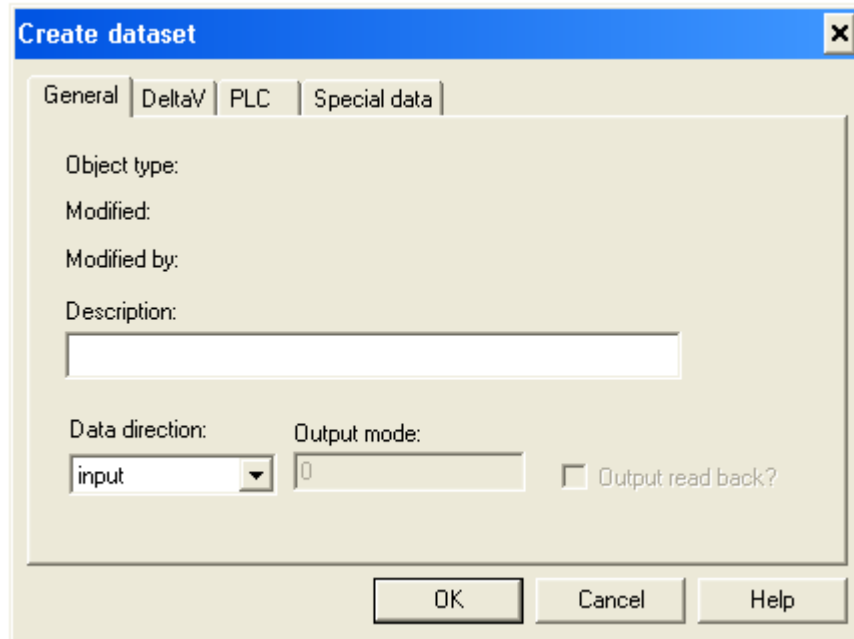 Create dataset
General DeltaV PLC Special data
Object type:
Modified:
Modified by:
Description:
Data direction: Output mode:
input 0 Output read back?
OK Cancel Help